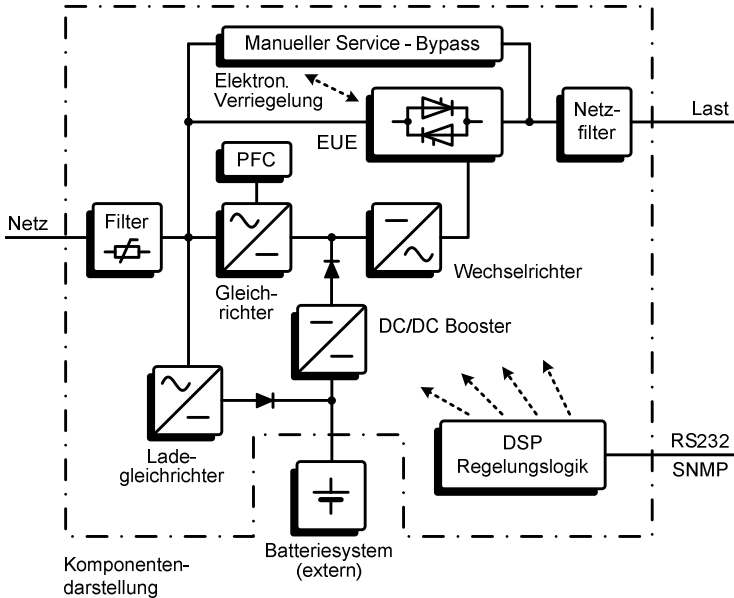 Manueller Service - Bypass
Elektron.
Verriegelung
EUE
Netz-
filter
Last
PFC
Netz
Filter
Gleich-
richter
Wechselrichter
DC/DC Booster
Lade-
gleichrichter
DSP
Regelungslogik
RS232
SNMP
Batteriesystem
(extern)
Komponenten-
darstellung